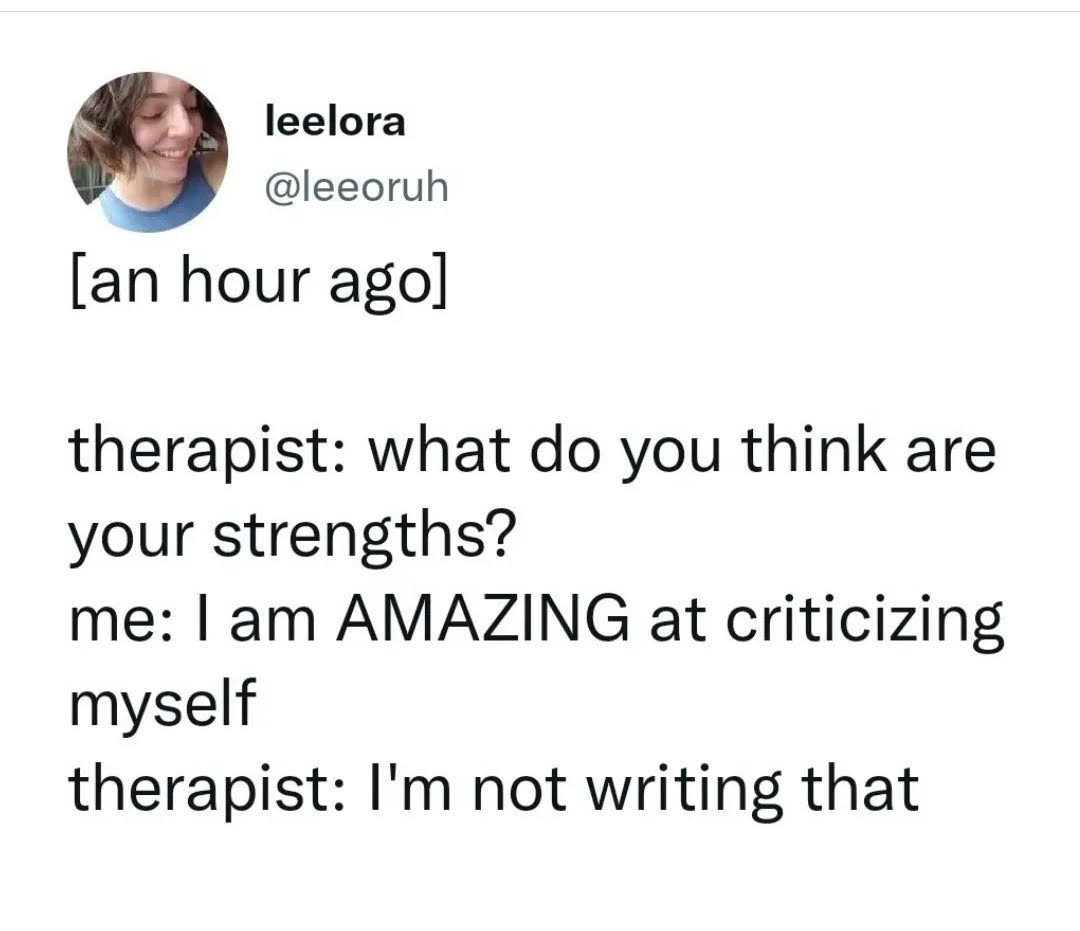 leelora
@leeoruh
[an hour ago]
therapist: what do you think are
your strengths?
me: I am AMAZING at criticizing
myself
therapist: I'm not writing that